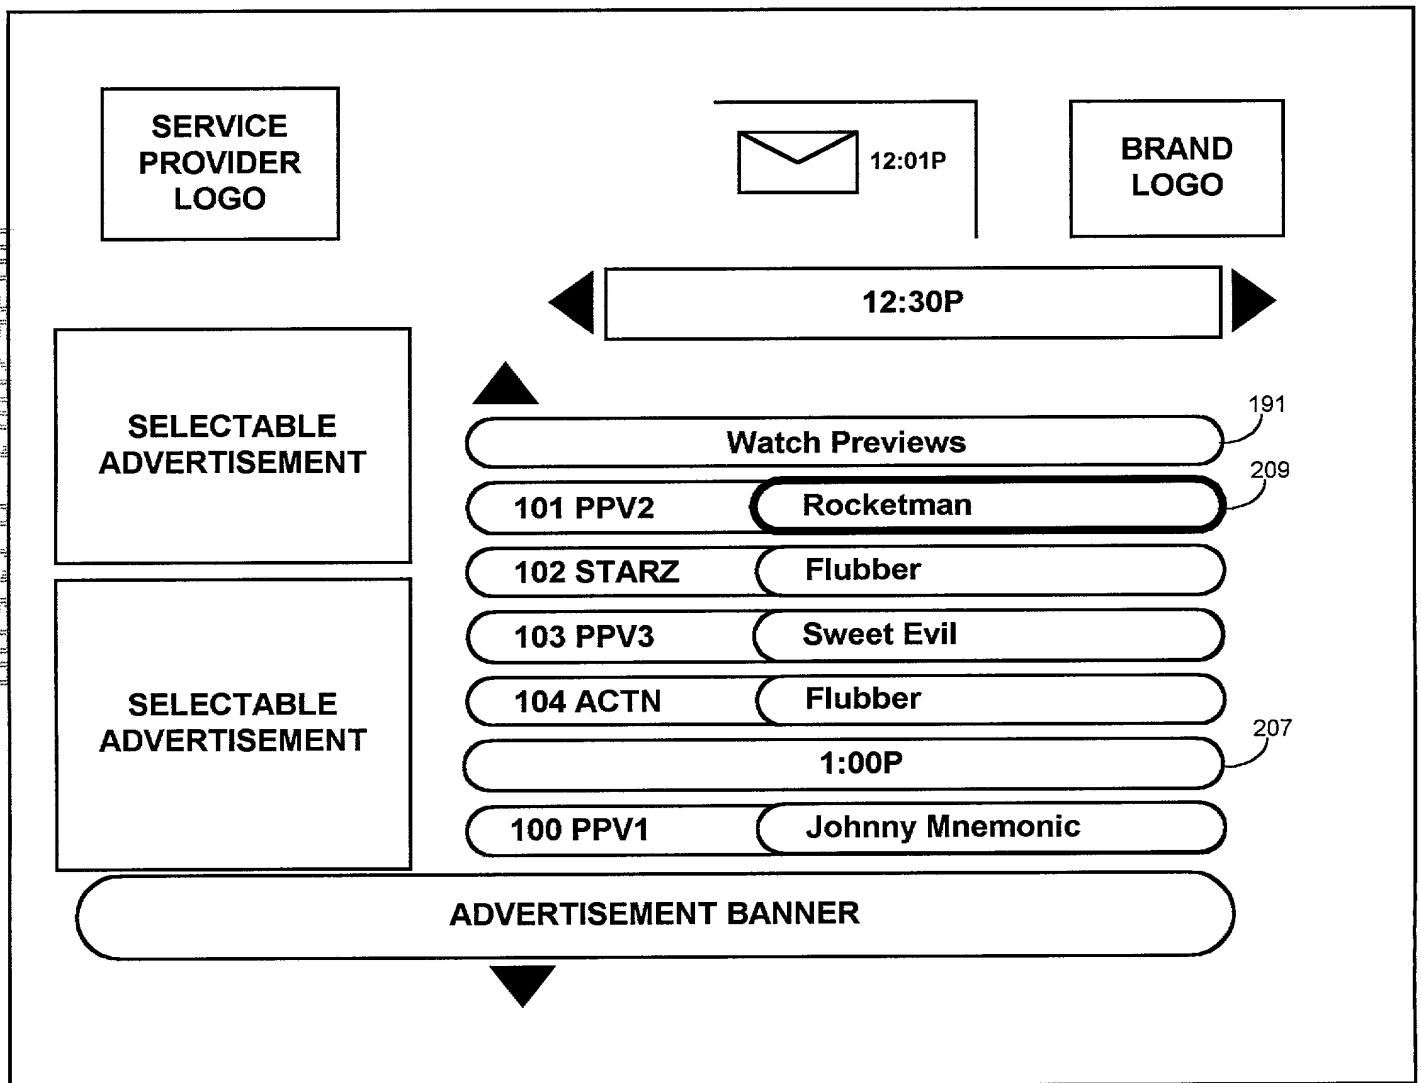 SERVICE
PROVIDER
LOGO
12:01P
BRAND
LOGO
12:30P
SELECTABLE
ADVERTISEMENT
191
Watch Previews
209
101 PPV2 Rocketman
102 STARZ Flubber
103 PPV3 Sweet Evil
SELECTABLE
ADVERTISEMENT
104 ACTN Flubber
207
1:00P
100 PPV1 Johnny Mnemonic
ADVERTISEMENT BANNER